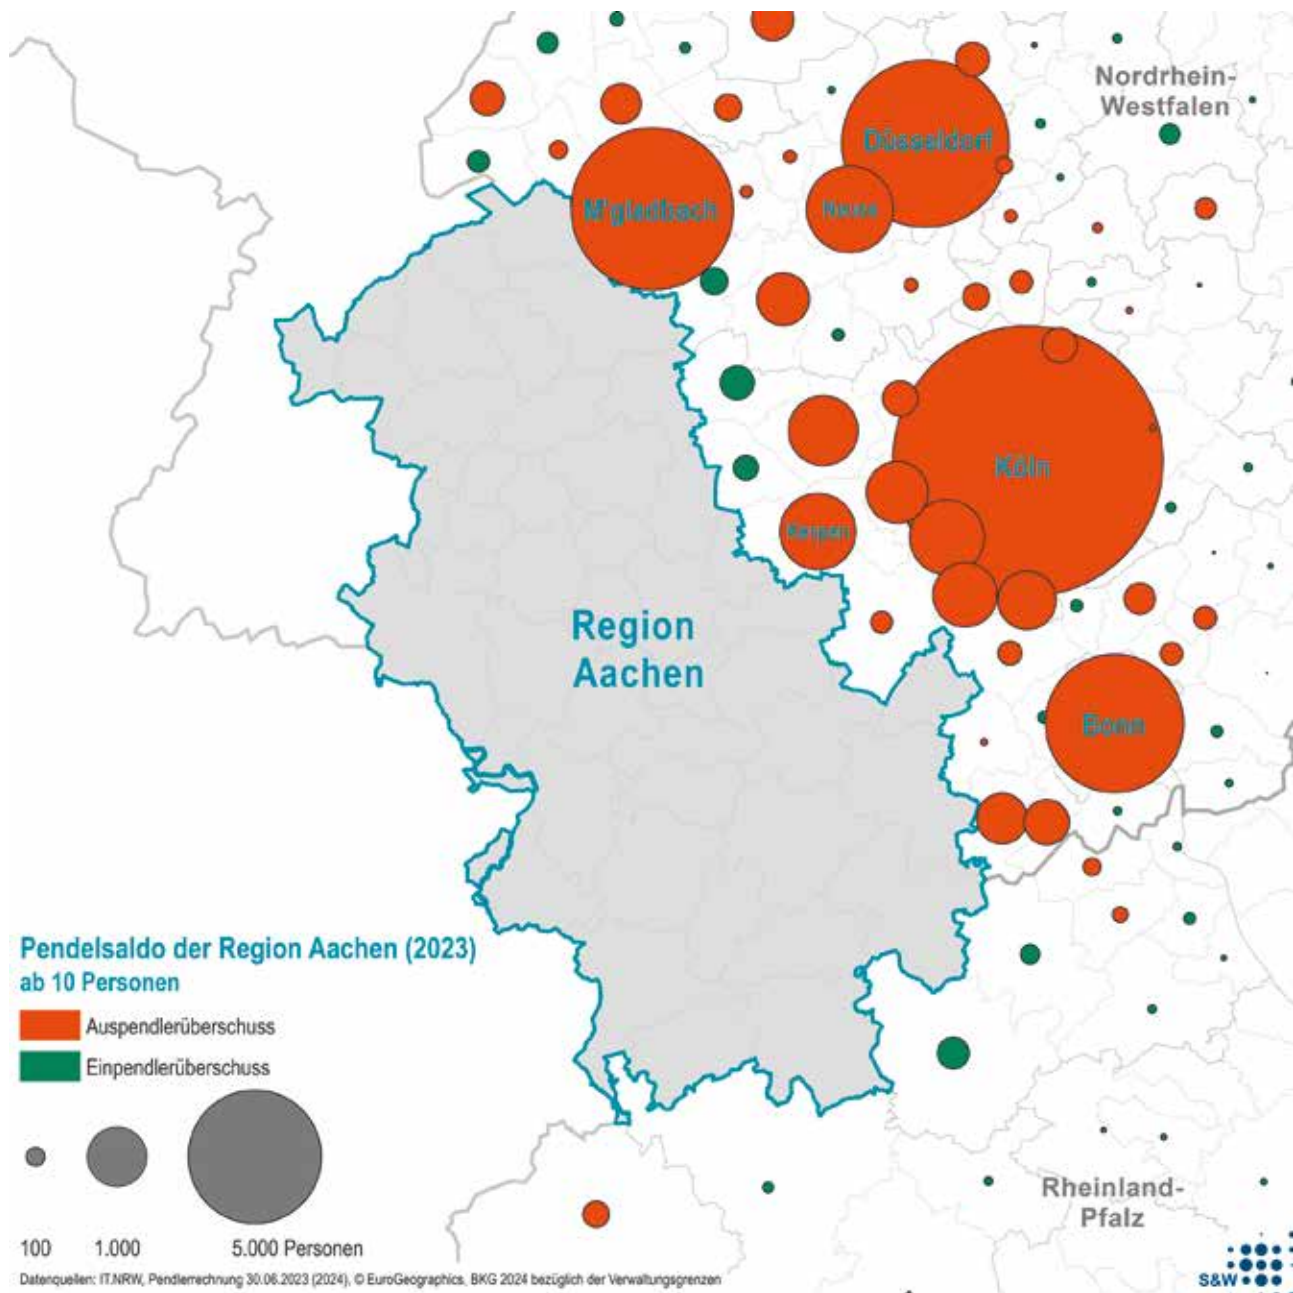 Nordrhein-
Westfalen
Düsseldorf
M'gladbach
Neuss
Köln
Kerpen
Region
Aachen
Bonn
Pendelsaldo der Region Aachen (2023)
ab 10 Personen
Auspendlerüberschuss
Einpendlerüberschuss
100 1.000 5.000 Personen
Rheinland-
Pfalz
S&W
Datenquellen: IT.NRW, Pendlerrechnung 30.06.2023 (2024), © EuroGeographics, BKG 2024 bezüglich der Verwaltungsgrenzen